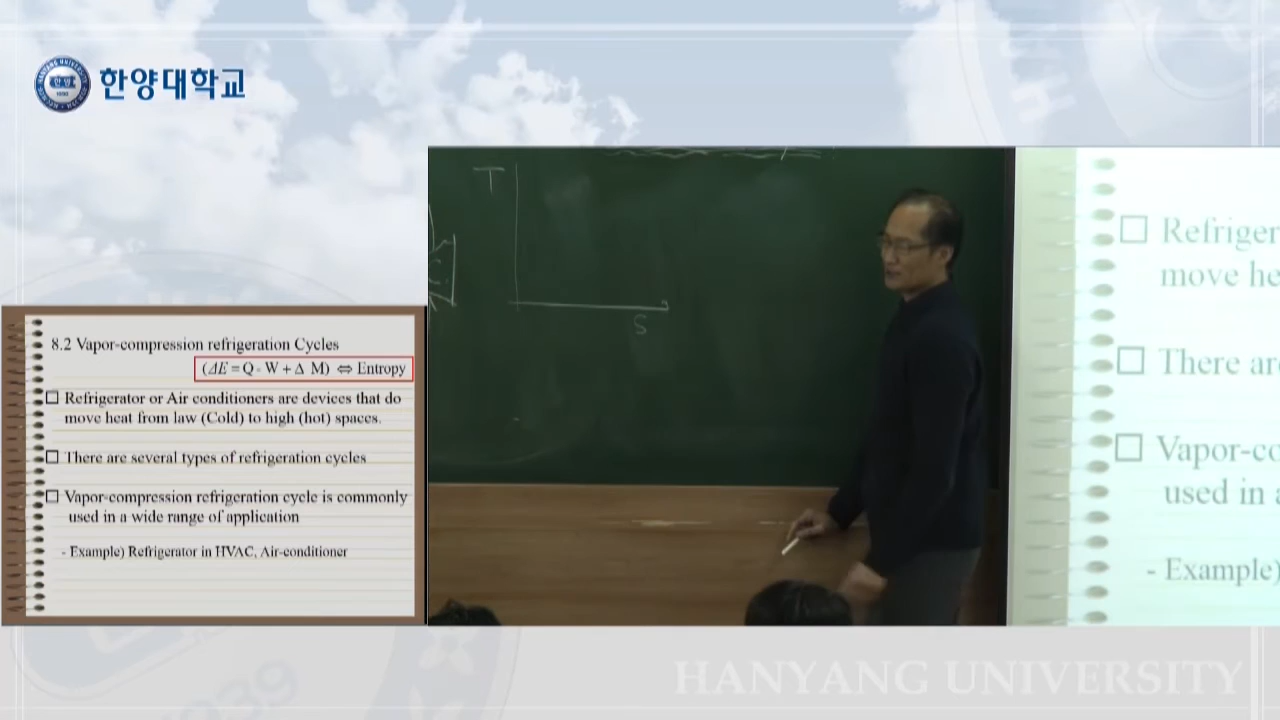 한양대학교
8.2 Vapor-compression refrigeration Cycles
(ΔE = Q - W + Δ M) ⇔ Entropy
☐ Refrigerator or Air conditioners are devices that do
move heat from law (Cold) to high (hot) spaces.
☐ There are several types of refrigeration cycles
☐ Vapor-compression refrigeration cycle is commonly
used in a wide range of application
- Example) Refrigerator in HVAC, Air-conditioner
T
S
☐ Refriger
move he
☐ There are
☐ Vapor-co
used in a
- Example)
HANYANG UNIVERSITY
1939